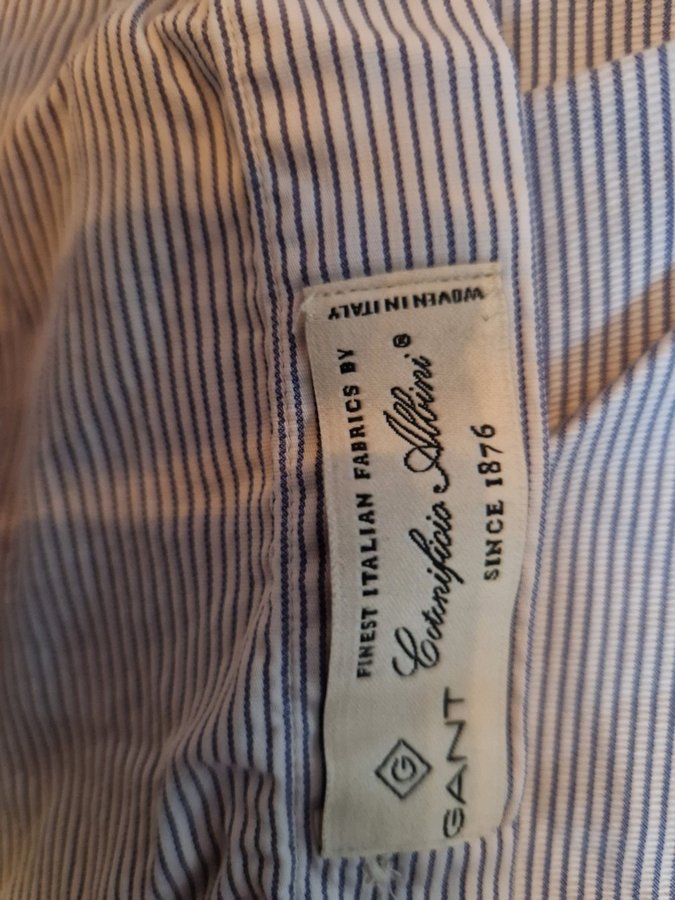 FINEST ITALIAN FABRICS BY
Cotonificio Albini®
SINCE 1876
WOVEN IN ITALY
G
GANT